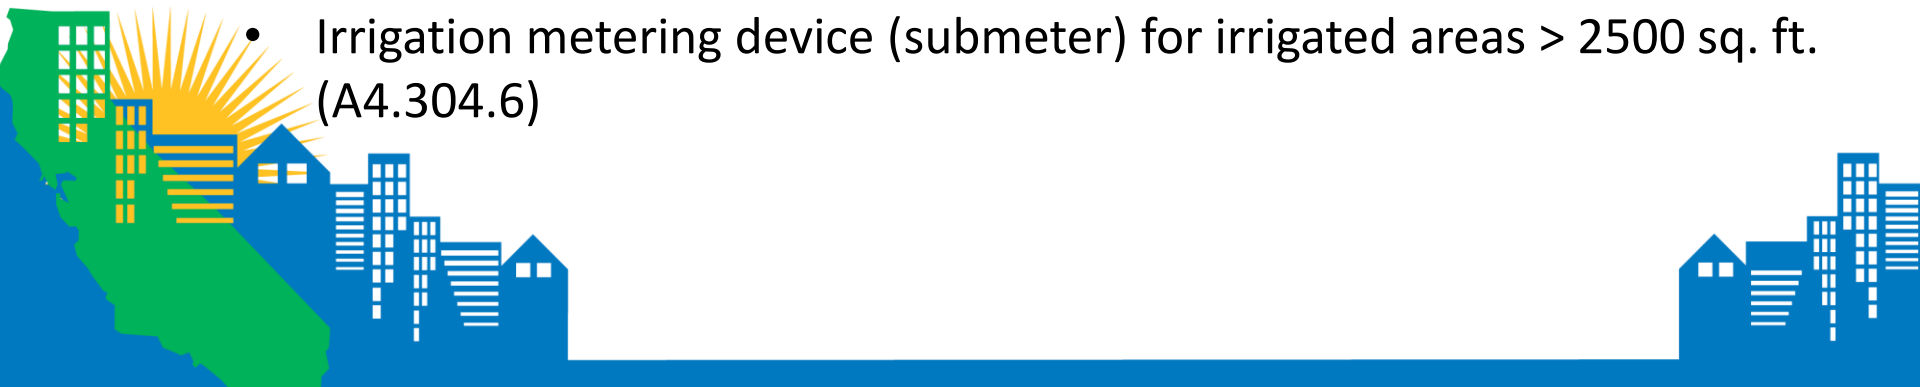 • Irrigation metering device (submeter) for irrigated areas > 2500 sq. ft.
(A4.304.6)